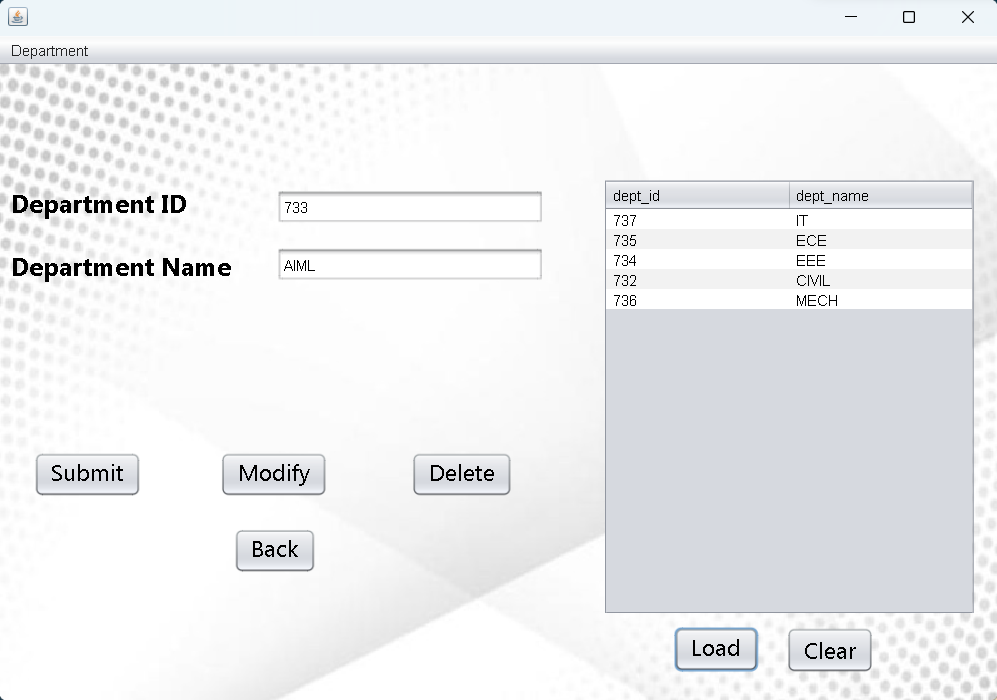 Department
Department ID
733
Department Name
AIML
dept_id dept_name
737 IT
735 ECE
734 EEE
732 CIVIL
736 MECH
Submit
Modify
Delete
Back
Load
Clear